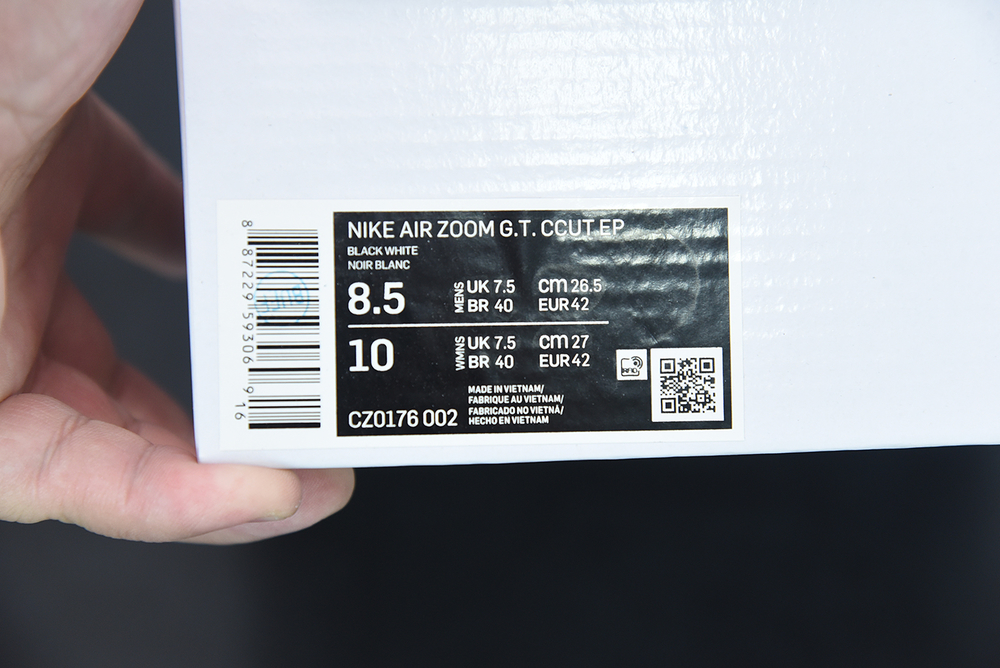 8 87229 59306 9 16
NIKE AIR ZOOM G.T. CCUT EP
BLACK WHITE
NOIR BLANC
8.5
MENS
UK 7.5 cm 26.5
BR 40 EUR 42
10
WMNS
UK 7.5 cm 27
BR 40 EUR 42
MADE IN VIETNAM/
FABRIQUE AU VIETNAM/
FABRICADO NO VIETNÃ/
HECHO EN VIETNAM
CZ0176 002
RFID